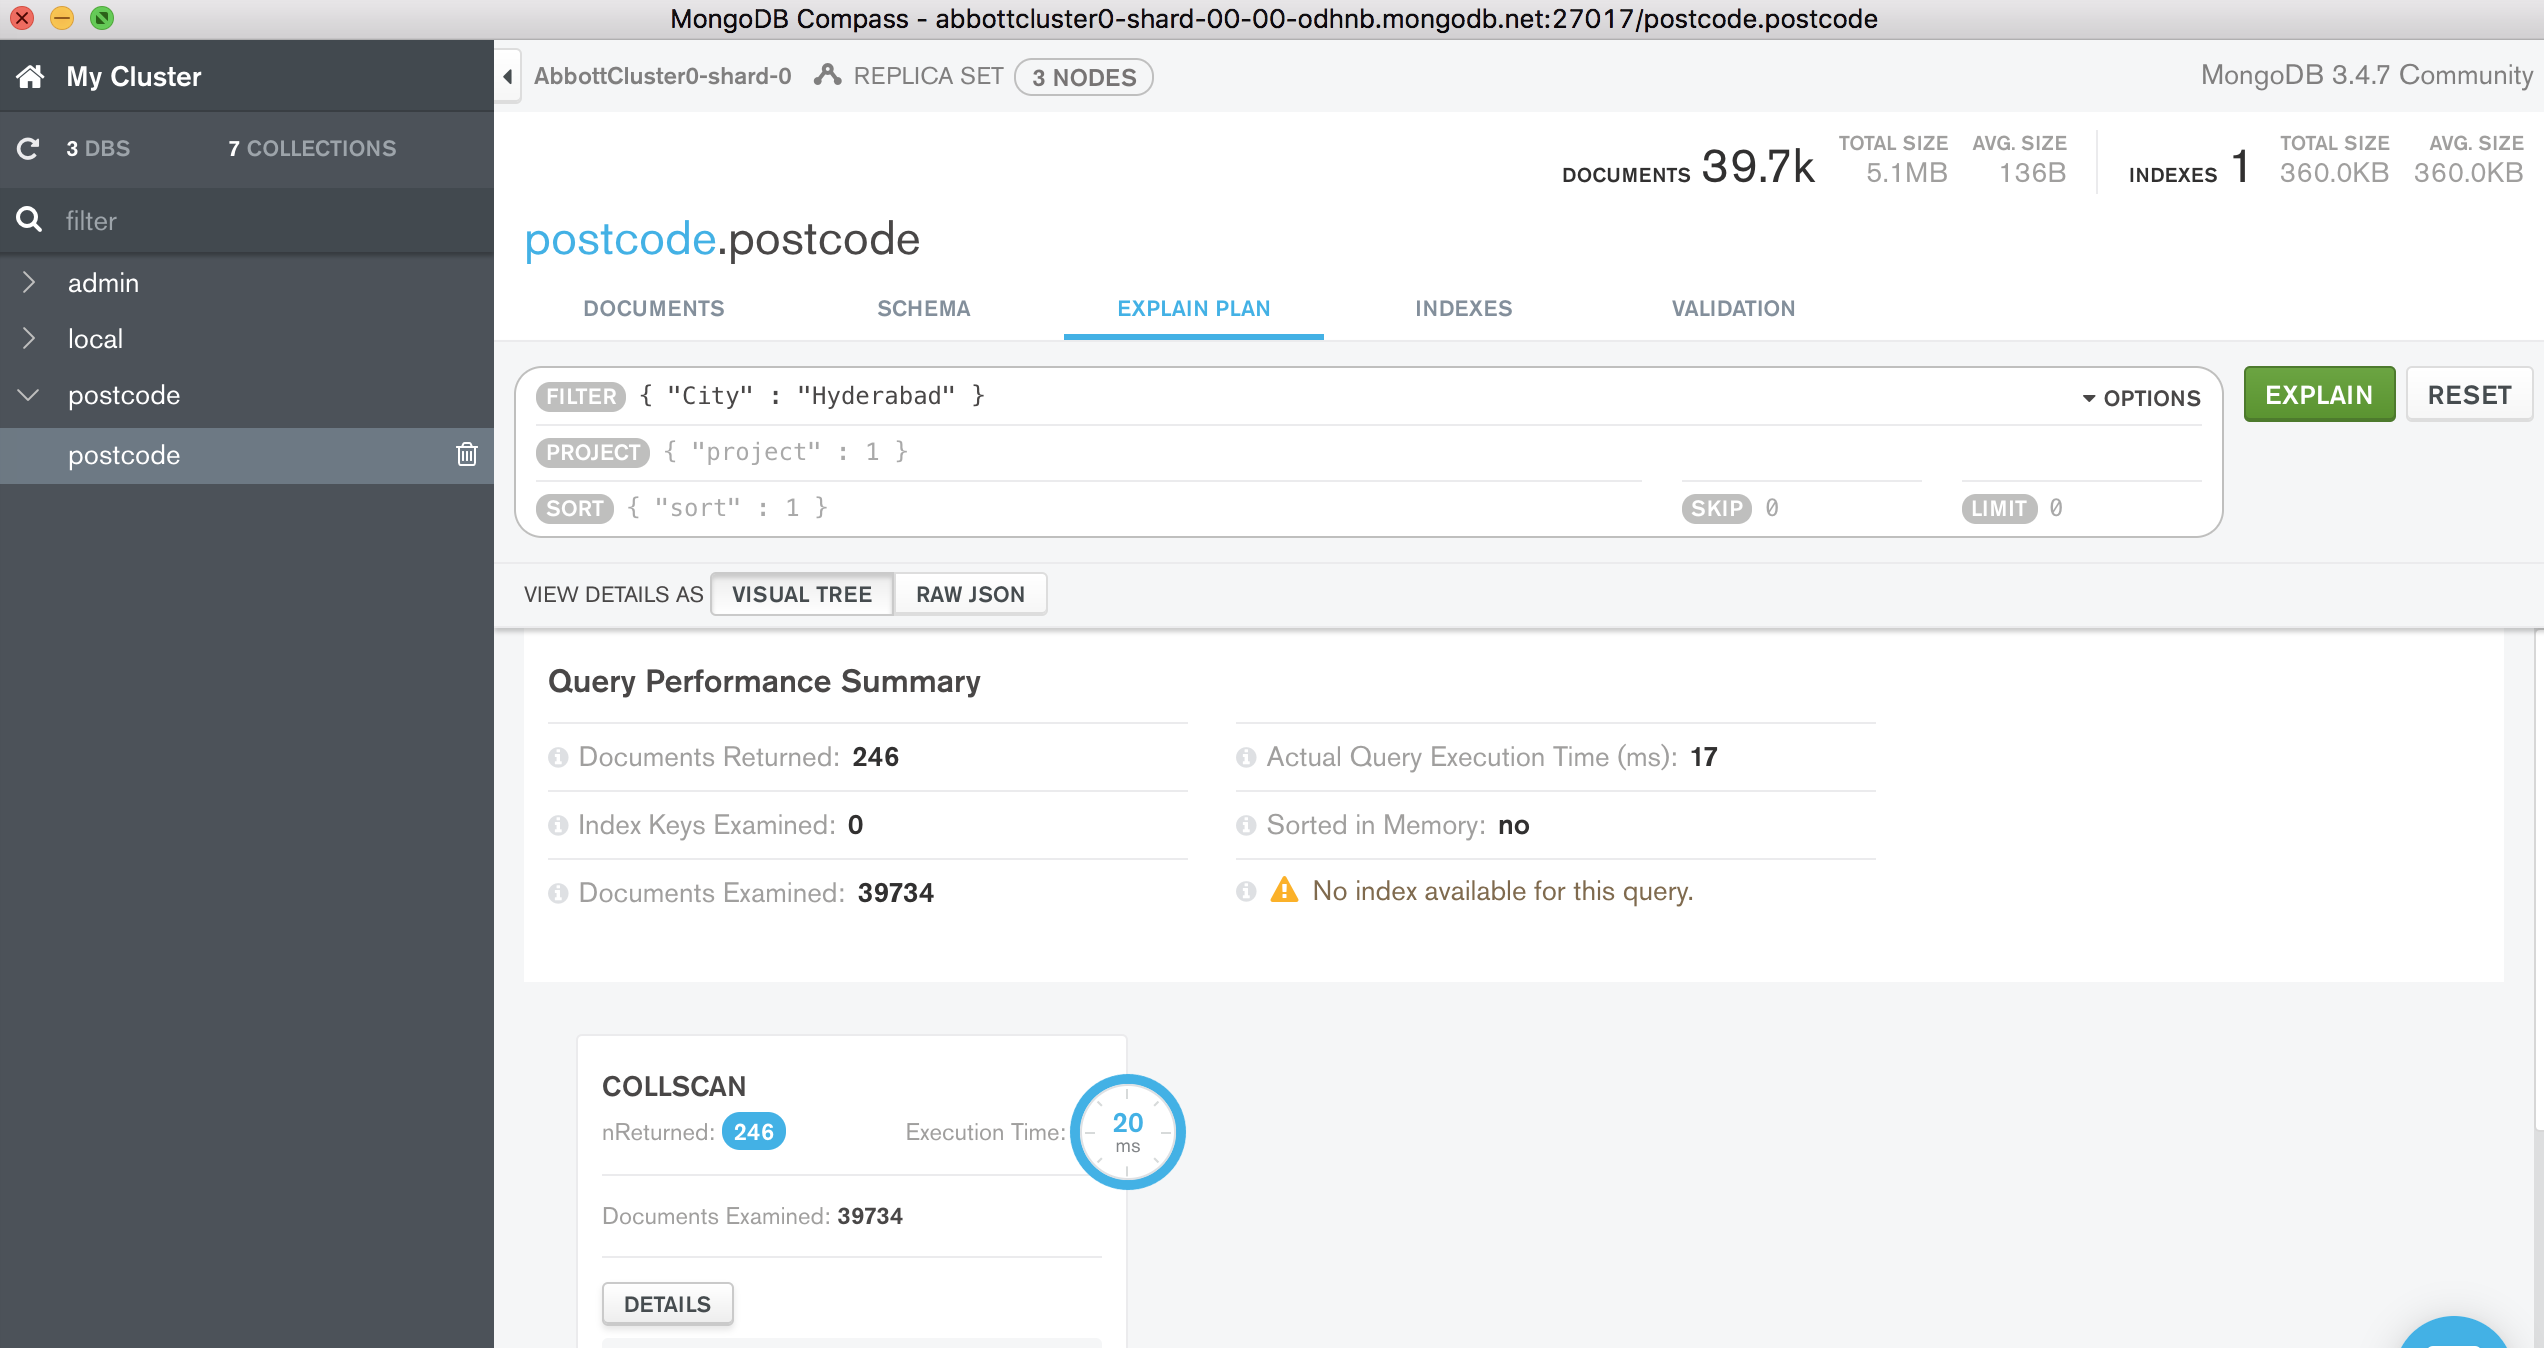 MongoDB Compass - abbottcluster0-shard-00-00-odhnb.mongodb.net:27017/postcode.postcode
My Cluster
3 DBS 7 COLLECTIONS
filter
admin
local
postcode
postcode
AbbottCluster0-shard-0 REPLICA SET 3 NODES MongoDB 3.4.7 Community
DOCUMENTS 39.7k TOTAL SIZE 5.1MB AVG. SIZE 136B INDEXES 1 TOTAL SIZE 360.0KB AVG. SIZE 360.0KB
postcode.postcode
DOCUMENTS SCHEMA EXPLAIN PLAN INDEXES VALIDATION
FILTER { "City" : "Hyderabad" } OPTIONS EXPLAIN RESET
PROJECT { "project" : 1 }
SORT { "sort" : 1 } SKIP 0 LIMIT 0
VIEW DETAILS AS VISUAL TREE RAW JSON
Query Performance Summary
Documents Returned: 246 Actual Query Execution Time (ms): 17
Index Keys Examined: 0 Sorted in Memory: no
Documents Examined: 39734 No index available for this query.
COLLSCAN
nReturned: 246 Execution Time: 20 ms
Documents Examined: 39734
DETAILS